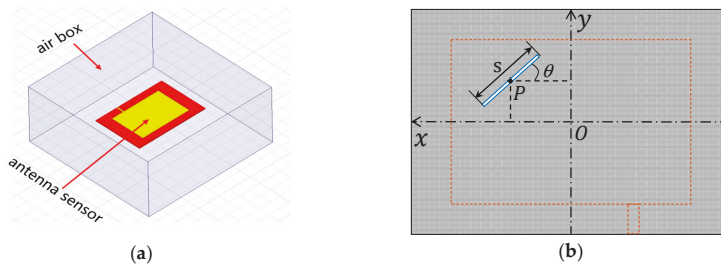 air box
antenna sensor
(a)
y
s
θ
P
x
O
(b)